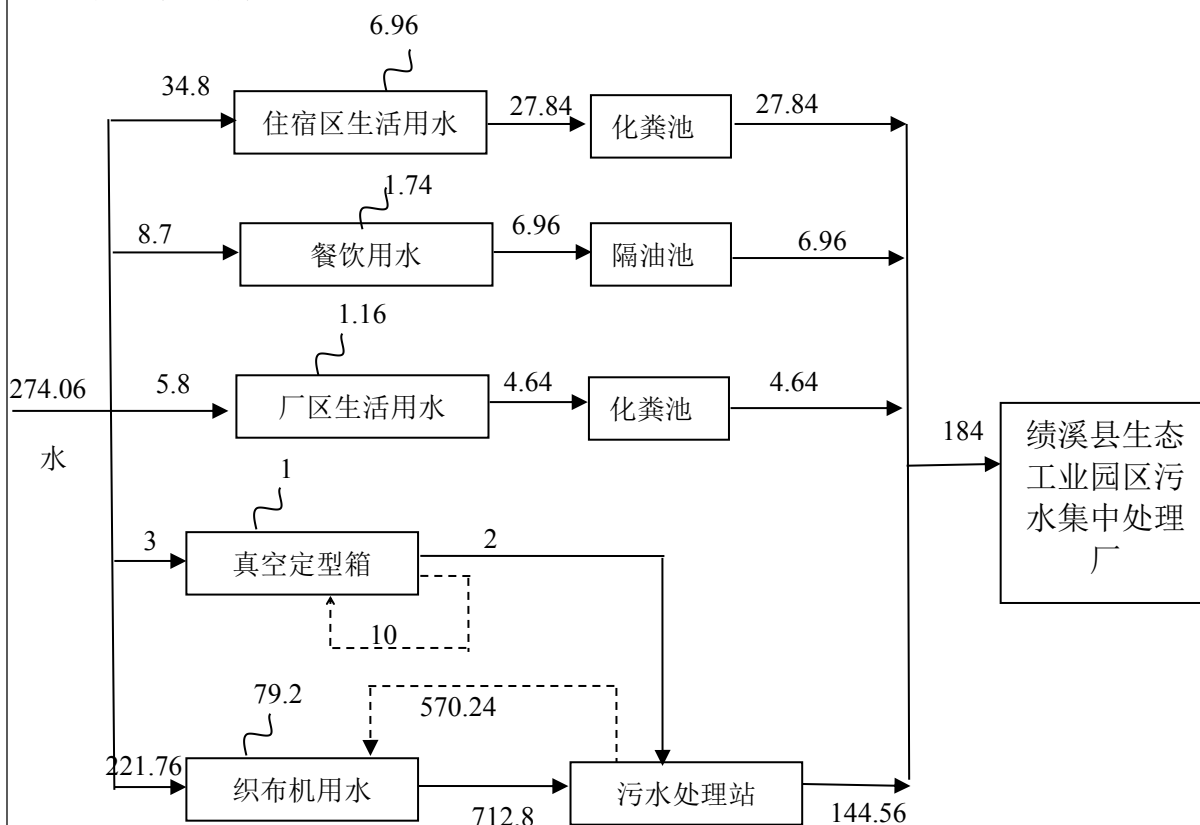 6.96
34.8
住宿区生活用水
27.84
化粪池
27.84
1.74
8.7
餐饮用水
6.96
隔油池
6.96
1.16
274.06
5.8
厂区生活用水
4.64
化粪池
4.64
水
184
绩溪县生态
工业园区污
水集中处理
厂
1
3
真空定型箱
2
10
79.2
570.24
221.76
织布机用水
712.8
污水处理站
144.56